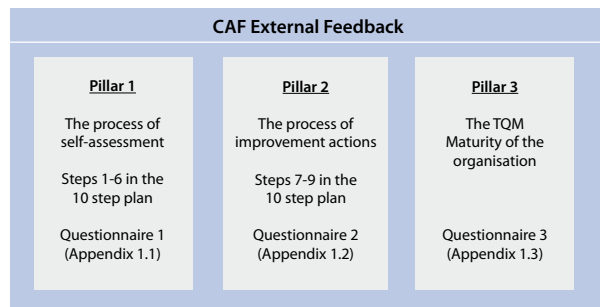 CAF External Feedback
Pillar 1
The process of
self-assessment
Steps 1-6 in the
10 step plan
Questionnaire 1
(Appendix 1.1)
Pillar 2
The process of
improvement actions
Steps 7-9 in the
10 step plan
Questionnaire 2
(Appendix 1.2)
Pillar 3
The TQM
Maturity of the
organisation
Questionnaire 3
(Appendix 1.3)